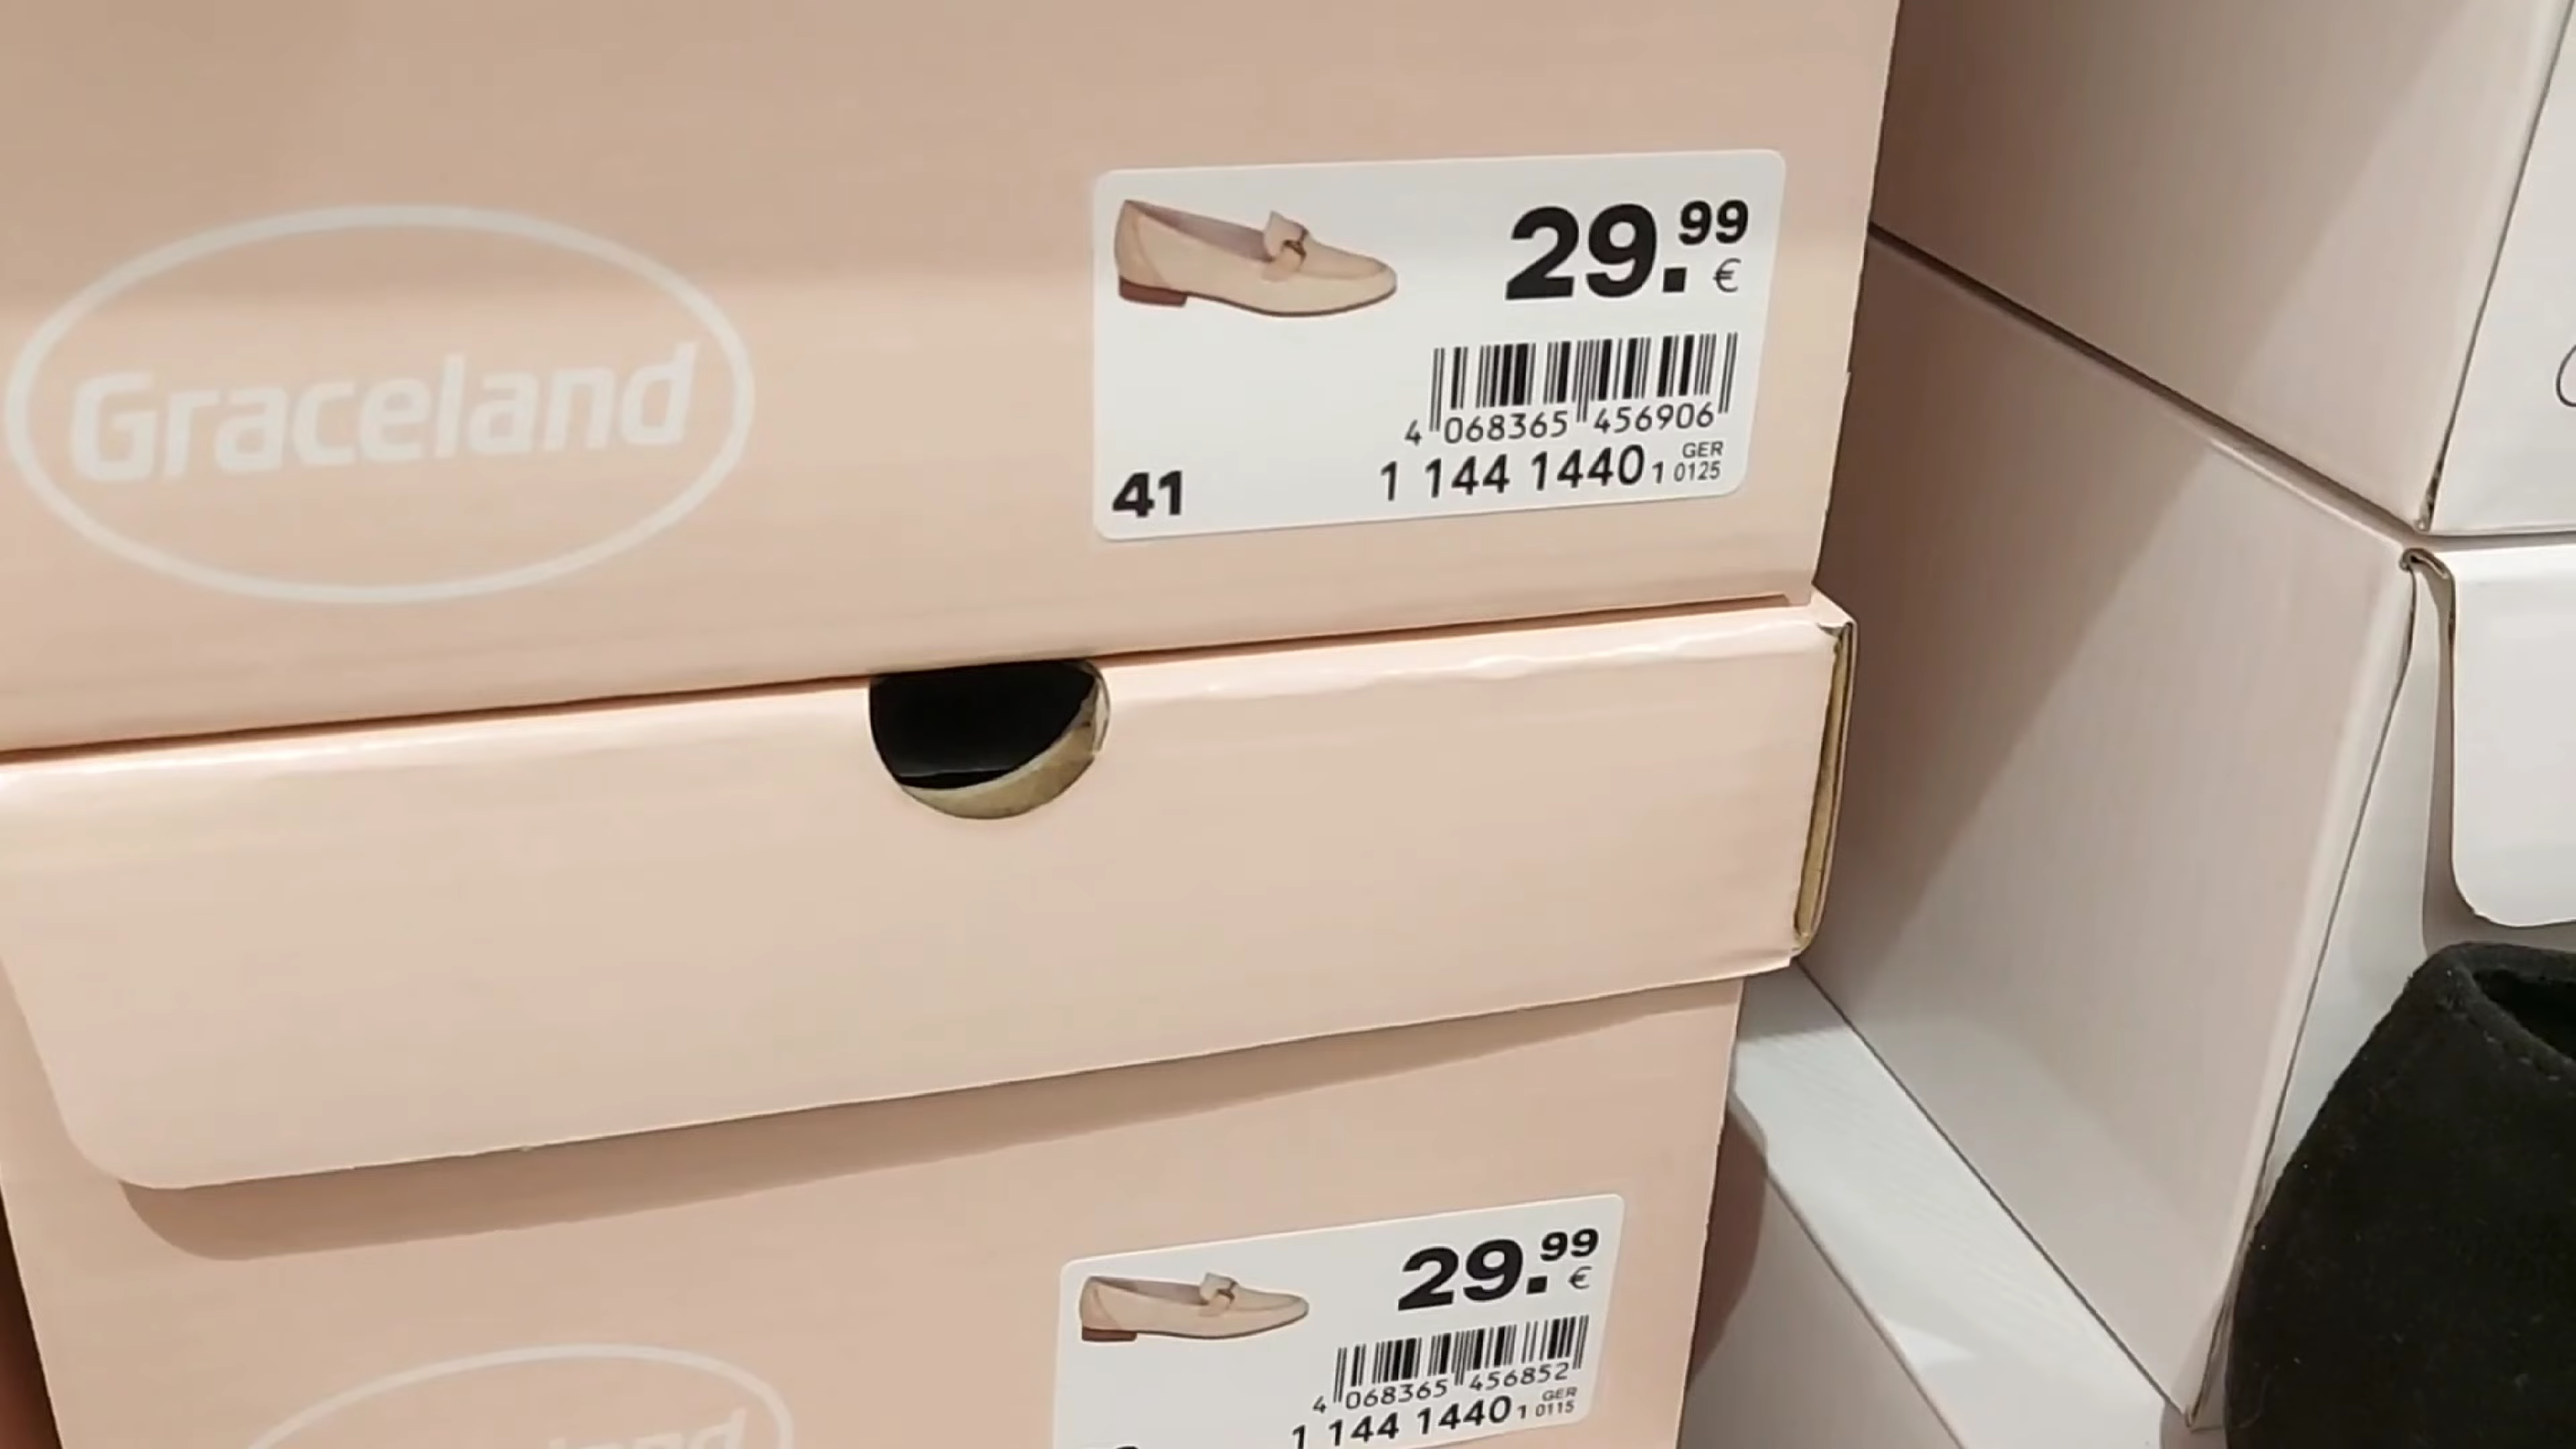 Graceland
29.99
€
4 068365 456906
GER
41
1 144 1440 1 0125
29.99
€
4 068365 456852
GER
1 144 1440 1 0115